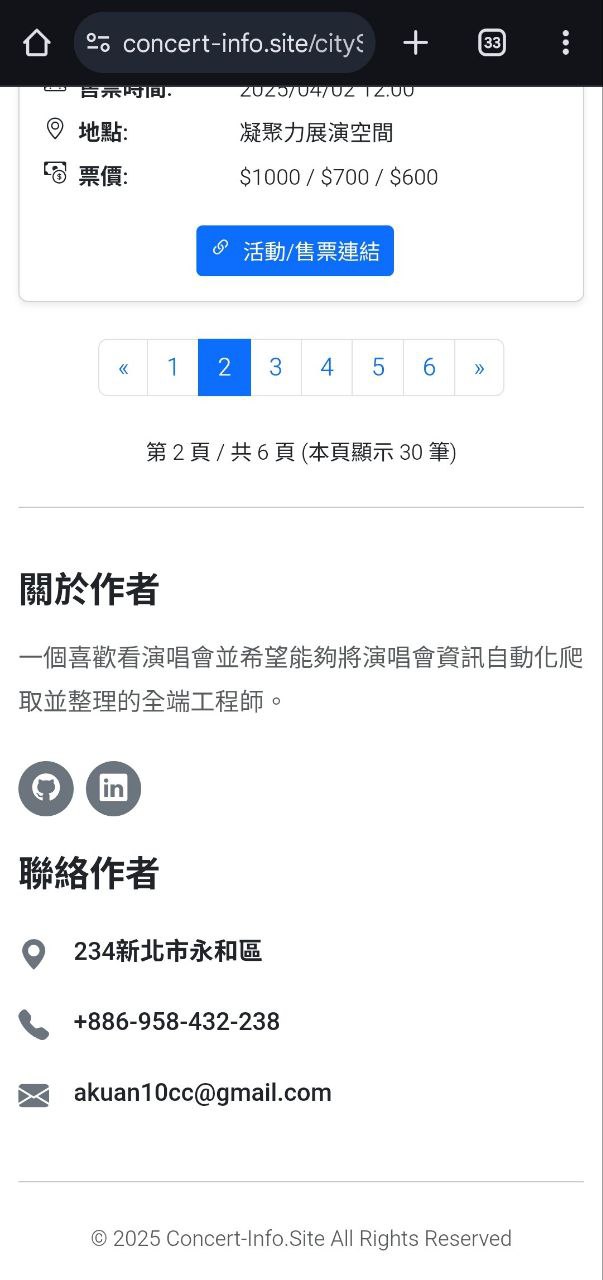 concert-info.site/city
33
售票時間: 2025/04/02 12:00
地點: 凝聚力展演空間
票價: $1000 / $700 / $600
活動/售票連結
« 1 2 3 4 5 6 »
第 2 頁 / 共 6 頁 (本頁顯示 30 筆)
關於作者
一個喜歡看演唱會並希望能夠將演唱會資訊自動化爬
取並整理的全端工程師。
in
聯絡作者
234新北市永和區
+886-958-432-238
akuan10cc@gmail.com
© 2025 Concert-Info.Site All Rights Reserved